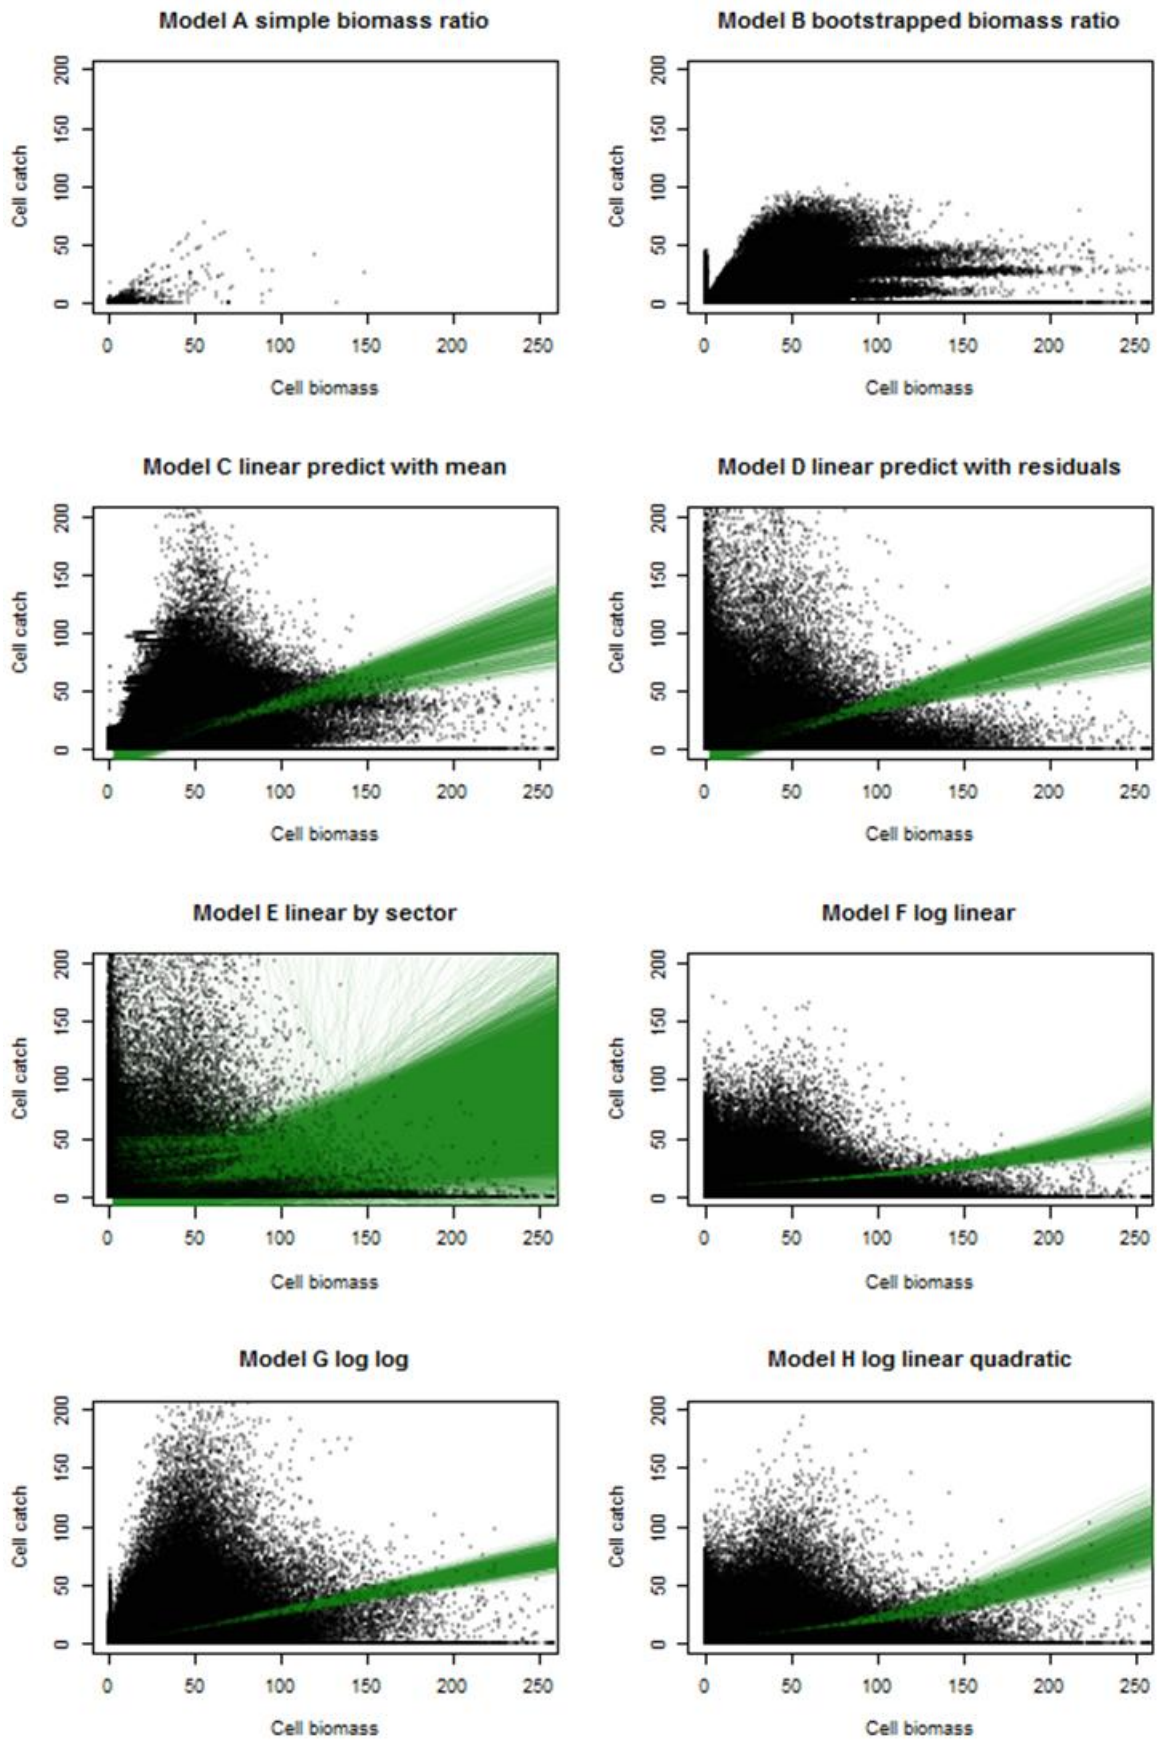 Model A simple biomass ratio
Cell catch
200
150
100
50
0
0 50 100 150 200 250
Cell biomass
Model B bootstrapped biomass ratio
Cell catch
200
150
100
50
0
0 50 100 150 200 250
Cell biomass
Model C linear predict with mean
Cell catch
200
150
100
50
0
0 50 100 150 200 250
Cell biomass
Model D linear predict with residuals
Cell catch
200
150
100
50
0
0 50 100 150 200 250
Cell biomass
Model E linear by sector
Cell catch
200
150
100
50
0
0 50 100 150 200 250
Cell biomass
Model F log linear
Cell catch
200
150
100
50
0
0 50 100 150 200 250
Cell biomass
Model G log log
Cell catch
200
150
100
50
0
0 50 100 150 200 250
Cell biomass
Model H log linear quadratic
Cell catch
200
150
100
50
0
0 50 100 150 200 250
Cell biomass